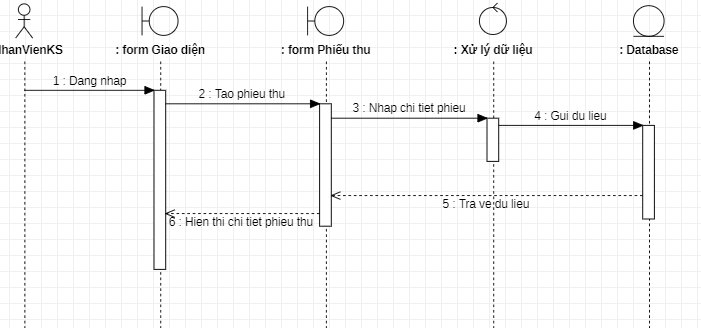 hanVienKS
: form Giao diện
: form Phiếu thu
: Xử lý dữ liệu
: Database
1 : Dang nhap
2 : Tao phieu thu
3 : Nhap chi tiet phieu
4 : Gui du lieu
5 : Tra ve du lieu
6 : Hien thi chi tiet phieu thu